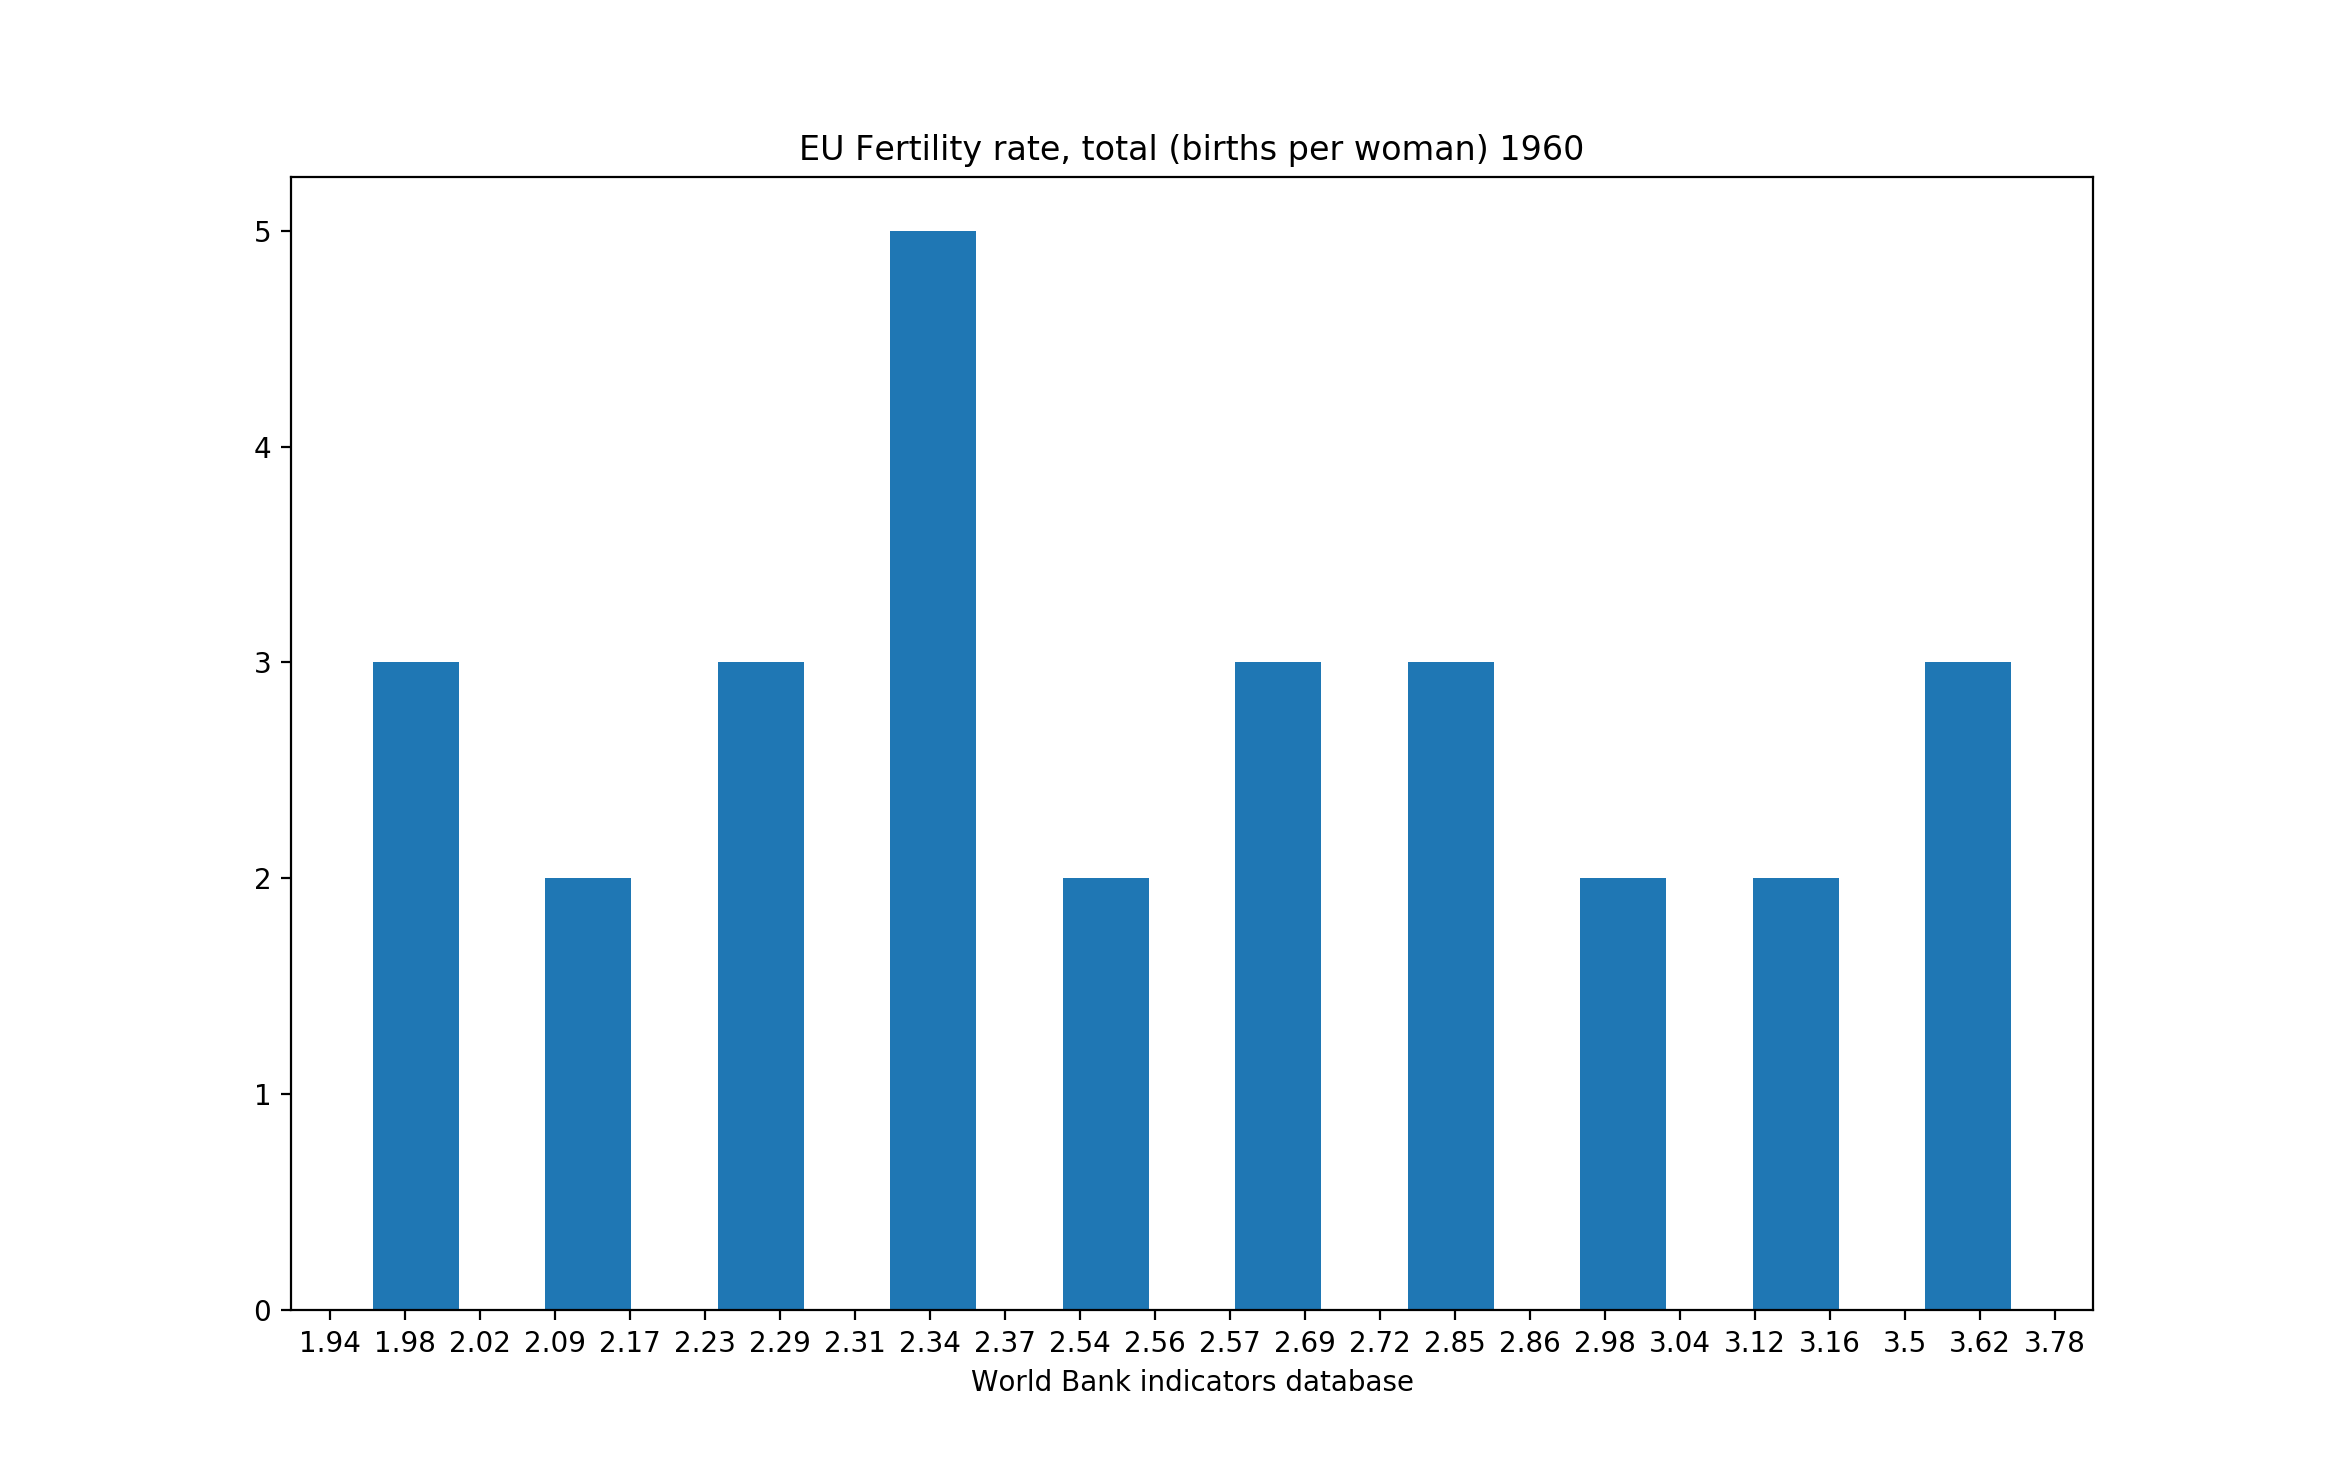 EU Fertility rate, total (births per woman) 1960
5
4
3
2
1
0
1.94 1.98 2.02 2.09 2.17 2.23 2.29 2.31 2.34 2.37 2.54 2.56 2.57 2.69 2.72 2.85 2.86 2.98 3.04 3.12 3.16 3.5 3.62 3.78
World Bank indicators database